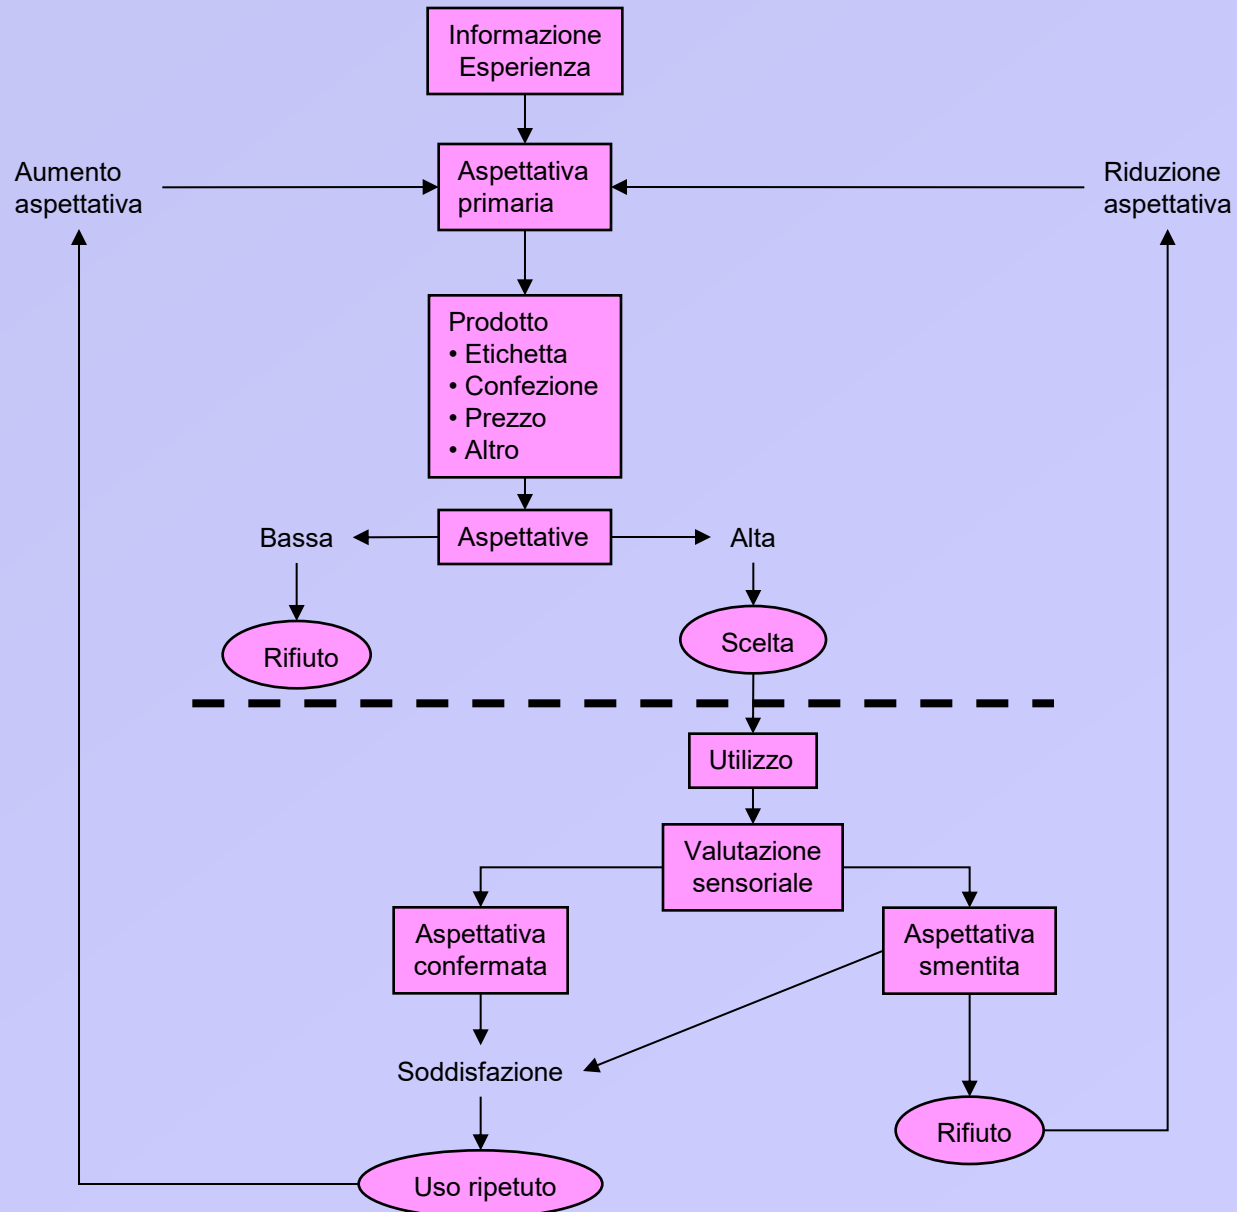 Informazione
Esperienza
Aumento
aspettativa
Aspettativa
primaria
Riduzione
aspettativa
Prodotto
• Etichetta
• Confezione
• Prezzo
• Altro
Bassa
Aspettative
Alta
Rifiuto
Scelta
Utilizzo
Valutazione
sensoriale
Aspettativa
confermata
Aspettativa
smentita
Soddisfazione
Rifiuto
Uso ripetuto